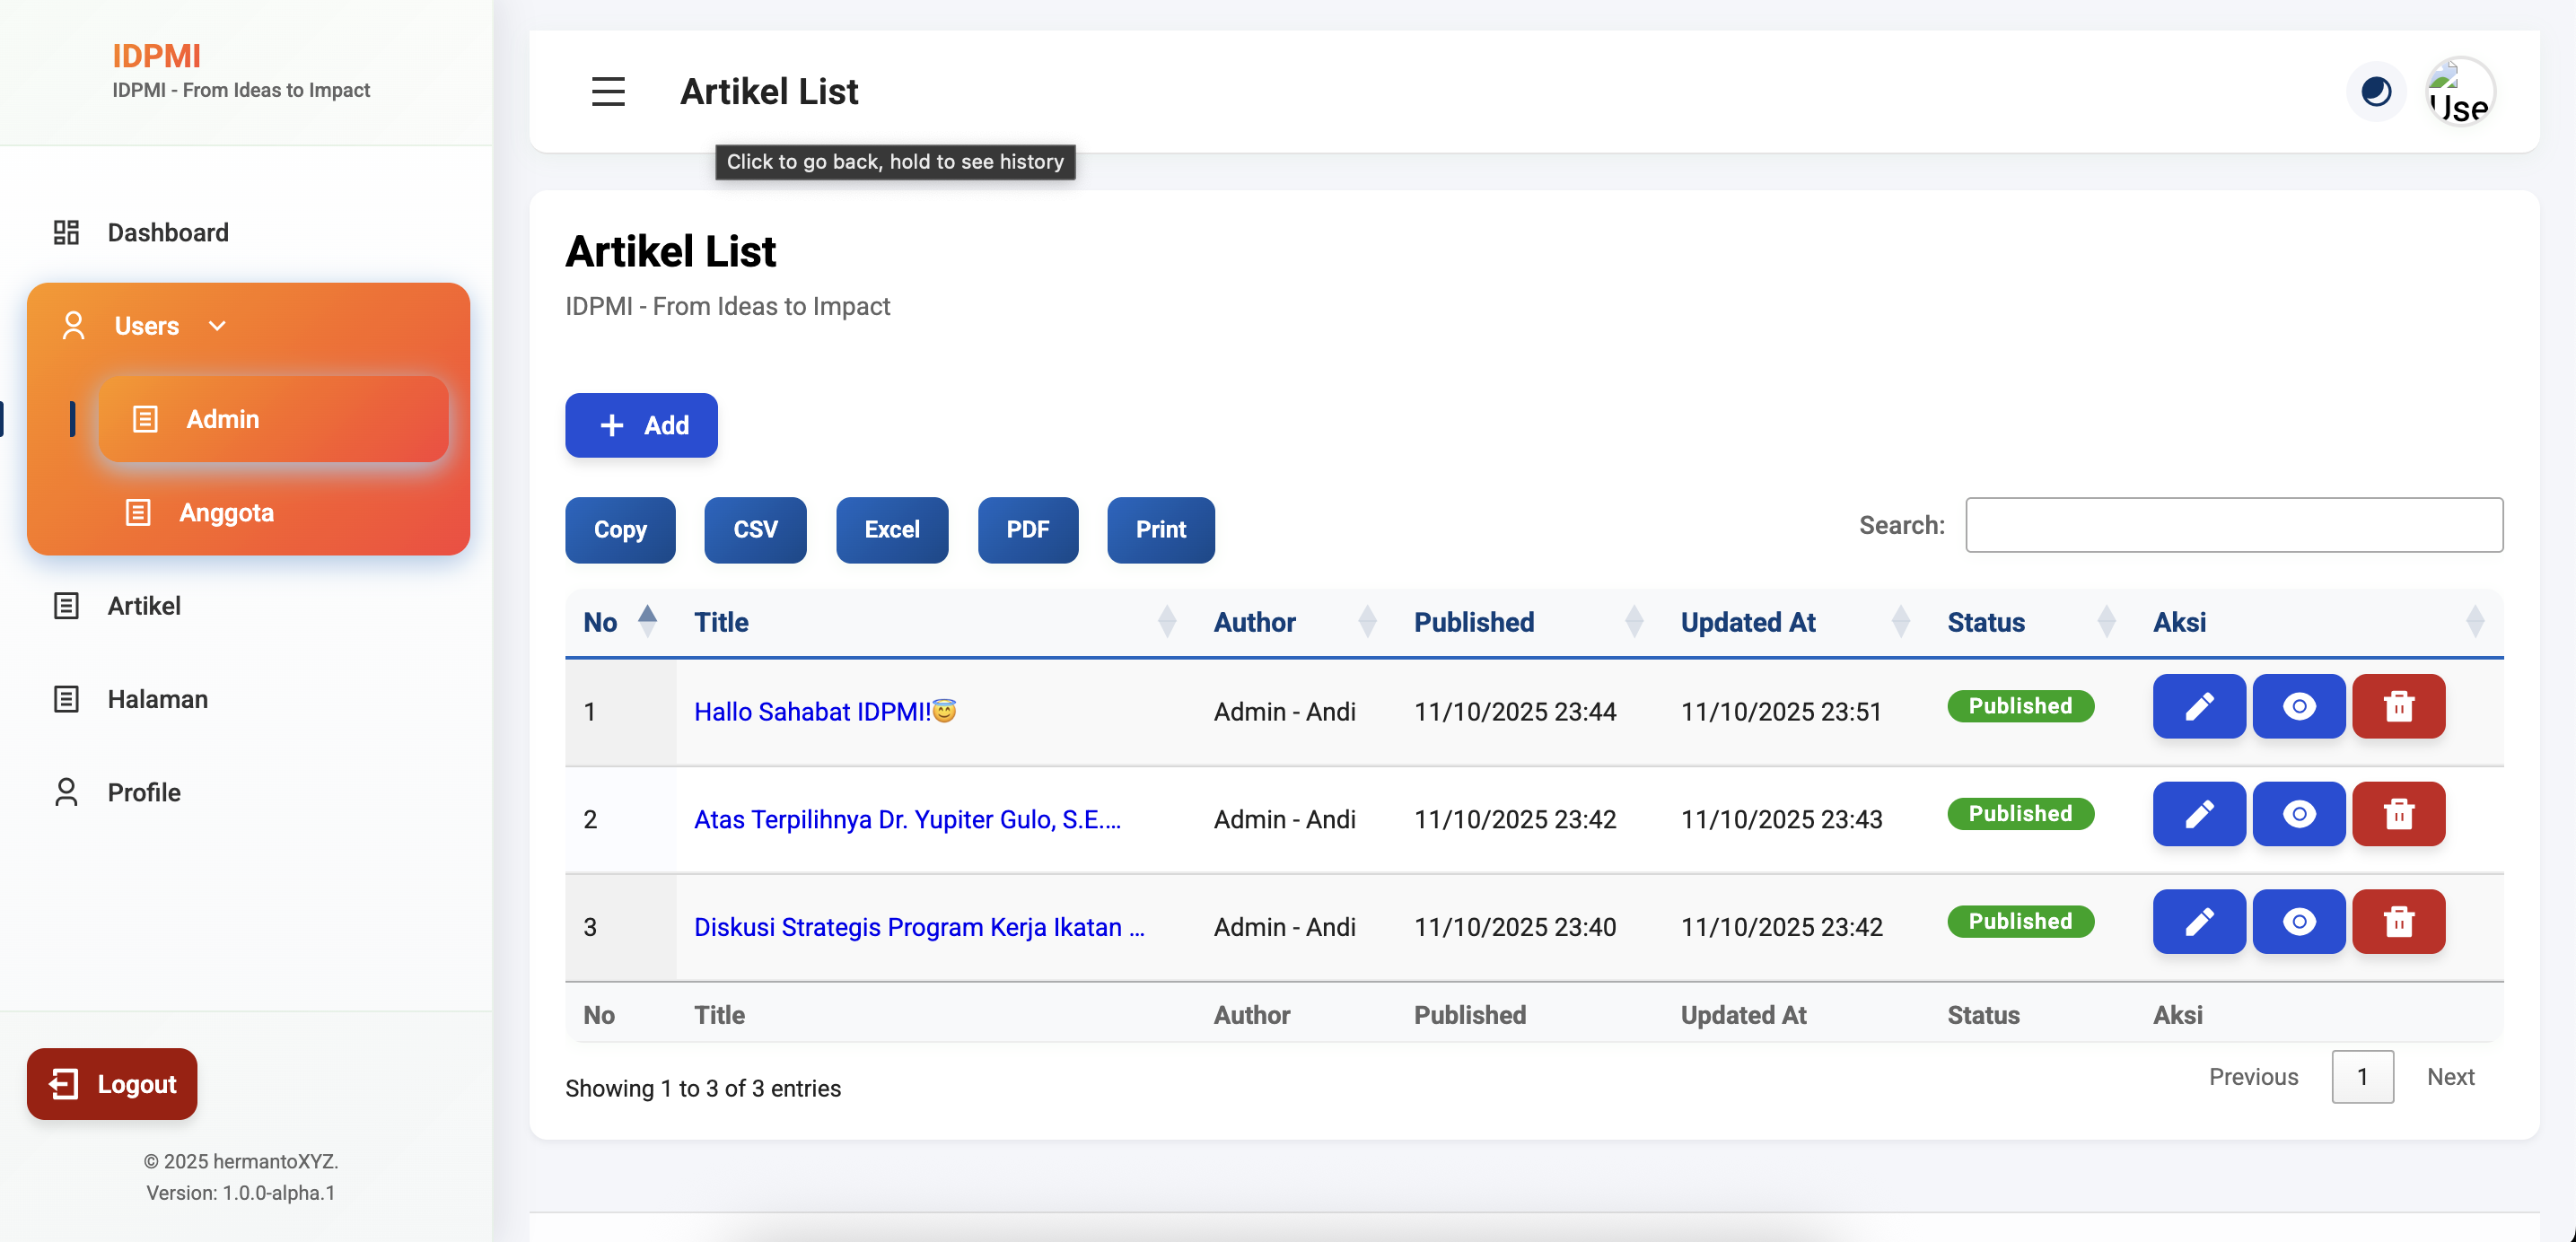 IDPMI
IDPMI - From Ideas to Impact
Dashboard
Users
Admin
Anggota
Artikel
Halaman
Profile
Logout
© 2025 hermantoXYZ.
Version: 1.0.0-alpha.1
Artikel List
Use
Click to go back, hold to see history
Artikel List
IDPMI - From Ideas to Impact
+ Add
Copy CSV Excel PDF Print Search:
No Title Author Published Updated At Status Aksi
1 Hallo Sahabat IDPMI!😇 Admin - Andi 11/10/2025 23:44 11/10/2025 23:51 Published
2 Atas Terpilihnya Dr. Yupiter Gulo, S.E.... Admin - Andi 11/10/2025 23:42 11/10/2025 23:43 Published
3 Diskusi Strategis Program Kerja Ikatan ... Admin - Andi 11/10/2025 23:40 11/10/2025 23:42 Published
No Title Author Published Updated At Status Aksi
Showing 1 to 3 of 3 entries
Previous 1 Next